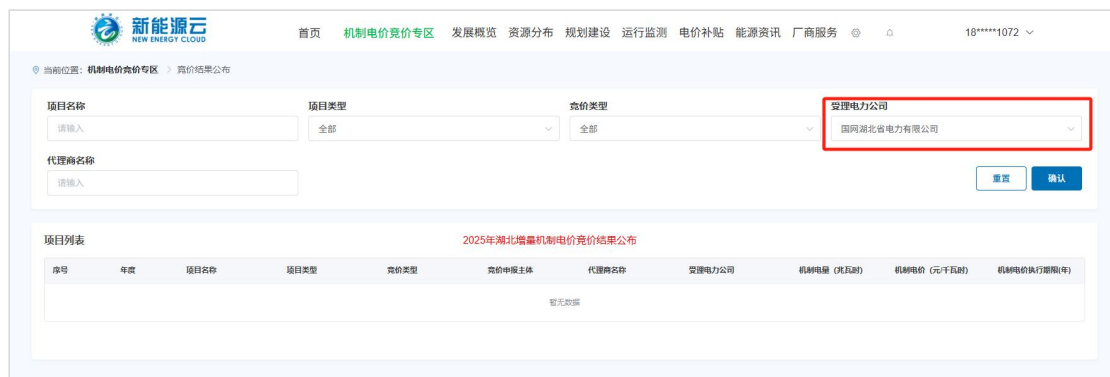 新能源云
NEW ENERGY CLOUD
首页 机制电价竞价专区 发展概览 资源分布 规划建设 运行监测 电价补贴 能源资讯 厂商服务 18*****1072
当前位置: 机制电价竞价专区 > 竞价结果公布
项目名称 项目类型 竞价类型 受理电力公司
请输入 全部 全部 国网湖北省电力有限公司
代理商名称
请输入 重置 确认
项目列表 2025年湖北增量机制电价竞价结果公布
序号 年度 项目名称 项目类型 竞价类型 竞价申报主体 代理商名称 受理电力公司 机制电量 (兆瓦时) 机制电价 (元/千瓦时) 机制电价执行期限(年)
暂无数据